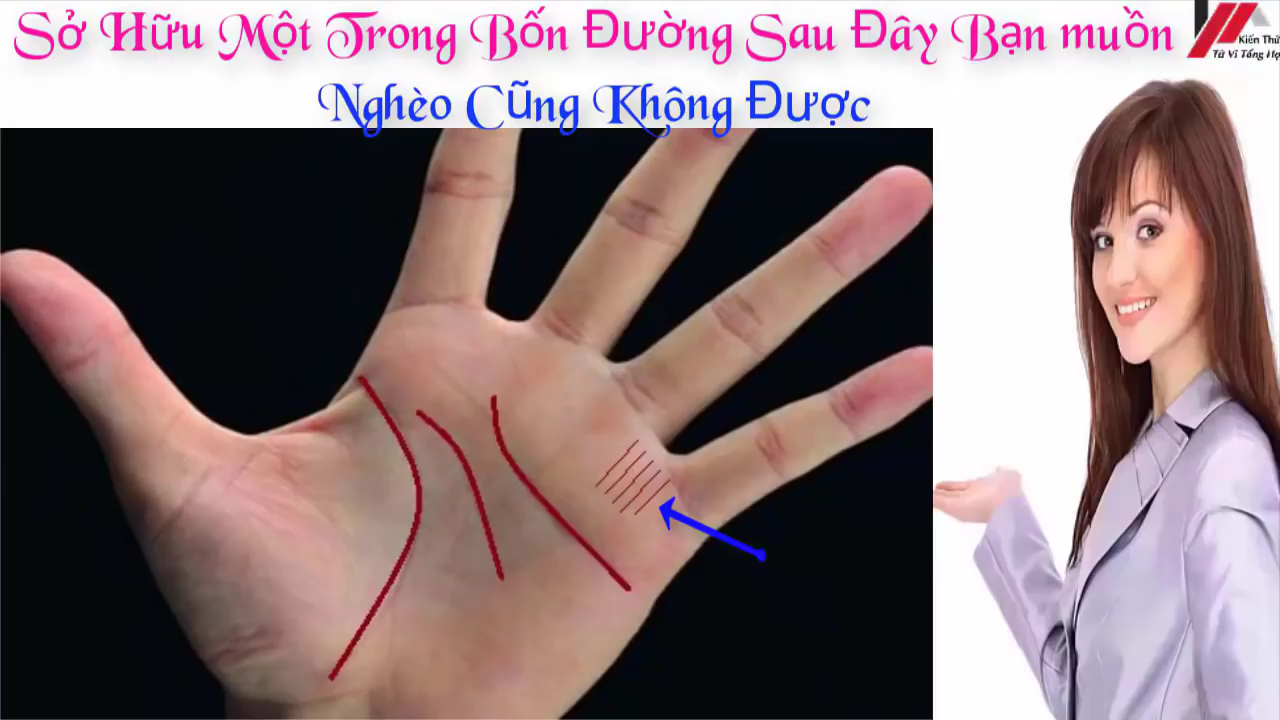 Sở Hữu Một Trong Bốn Đường Sau Đây Bạn muồn
Nghèo Cũng Không Được
Kiến Thứ
Tử Vi Tổng Hợ